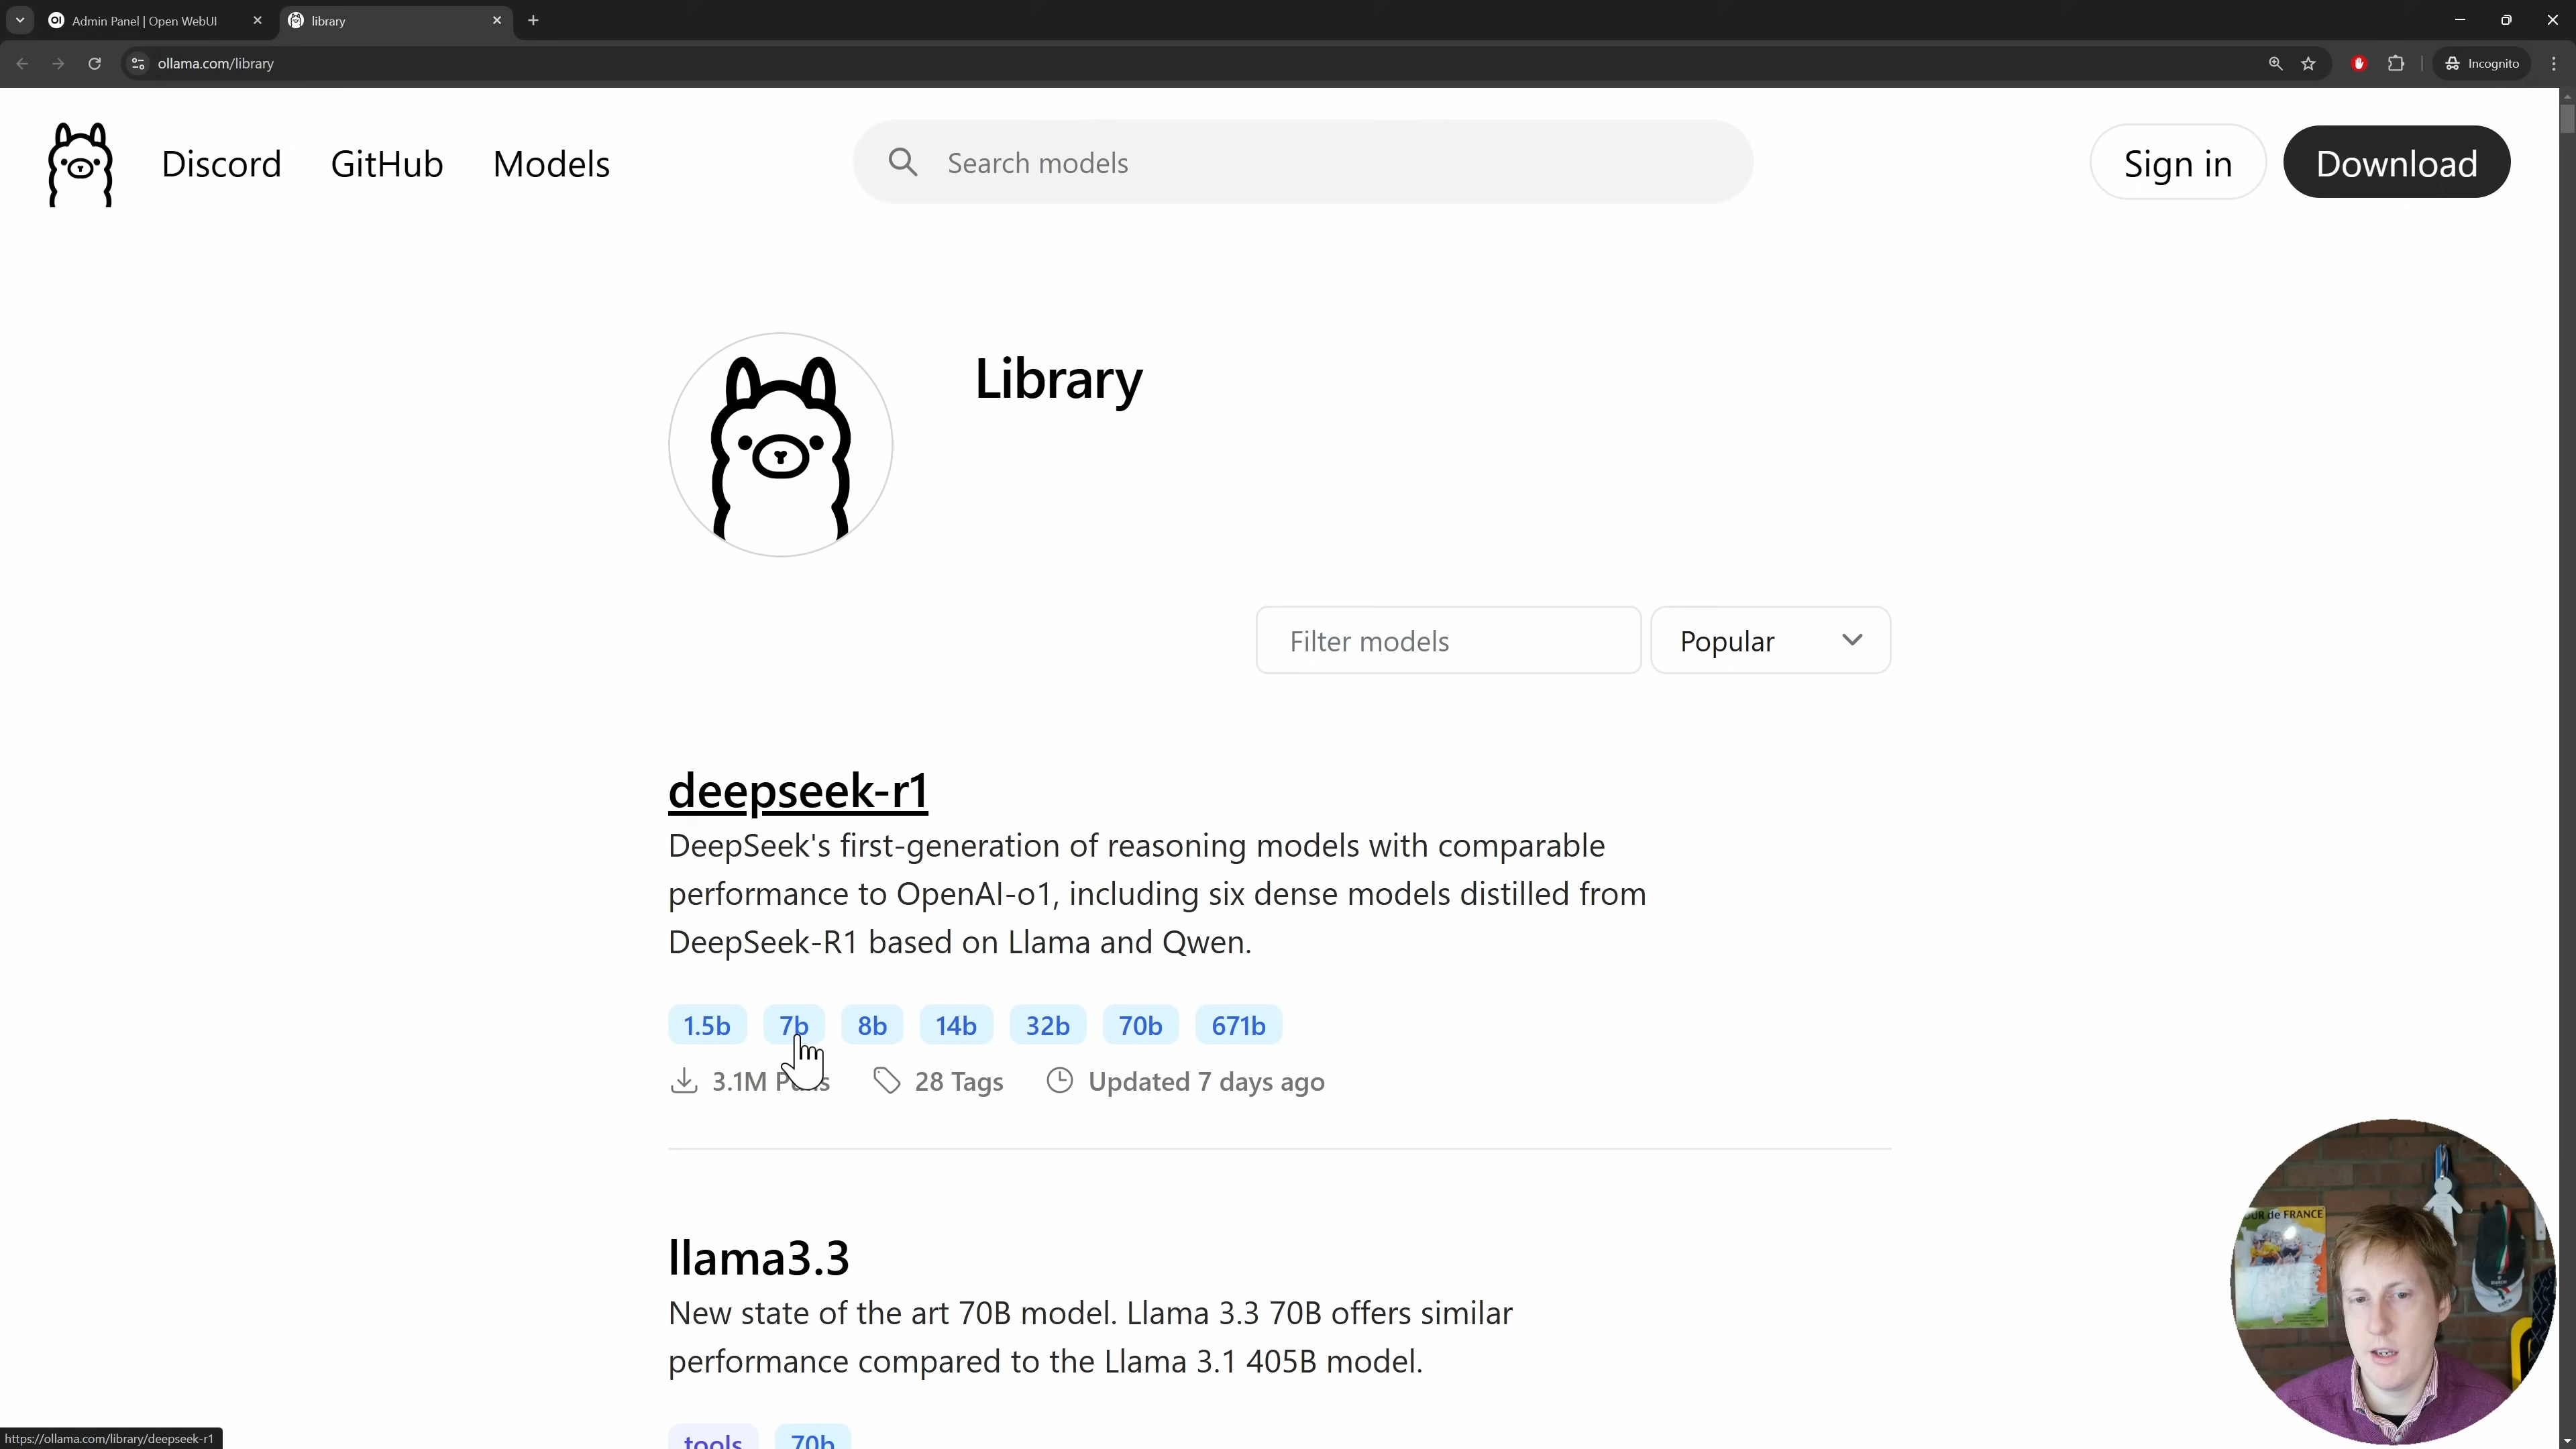 Admin Panel | Open WebUI
library
ollama.com/library
Incognito
Discord
GitHub
Models
Search models
Sign in
Download
Library
Filter models
Popular
deepseek-r1
DeepSeek's first-generation of reasoning models with comparable
performance to OpenAI-o1, including six dense models distilled from
DeepSeek-R1 based on Llama and Qwen.
1.5b 7b 8b 14b 32b 70b 671b
3.1M Pulls 28 Tags Updated 7 days ago
llama3.3
New state of the art 70B model. Llama 3.3 70B offers similar
performance compared to the Llama 3.1 405B model.
tools 70b
https://ollama.com/library/deepseek-r1
de FRANCE